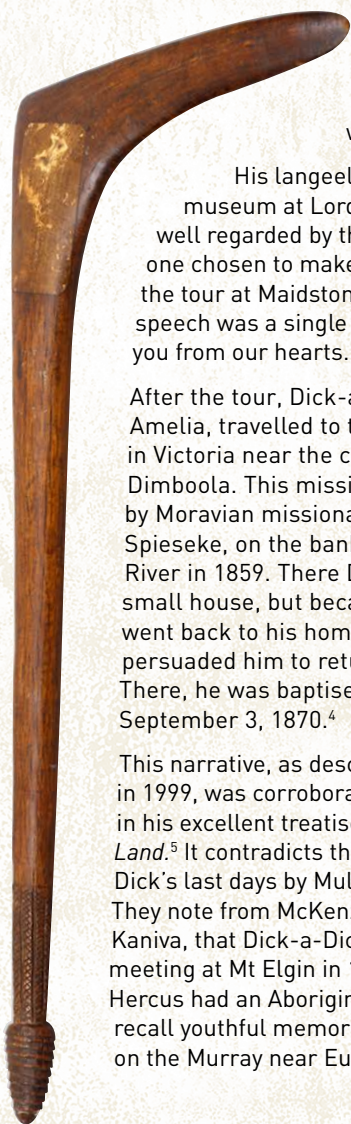 His langeel
museum at Lord
well regarded by th
one chosen to make
the tour at Maidston
speech was a single
you from our hearts.
After the tour, Dick-a
Amelia, travelled to t
in Victoria near the c
Dimboola. This missi
by Moravian missiona
Spieseke, on the bank
River in 1859. There D
small house, but beca
went back to his hom
persuaded him to retu
There, he was baptise
September 3, 1870.⁴
This narrative, as desc
in 1999, was corrobora
in his excellent treatis
Land.⁵ It contradicts th
Dick's last days by Mul
They note from McKen
Kaniva, that Dick-a-Dic
meeting at Mt Elgin in 1
Hercus had an Aborigin
recall youthful memor
on the Murray near Eu